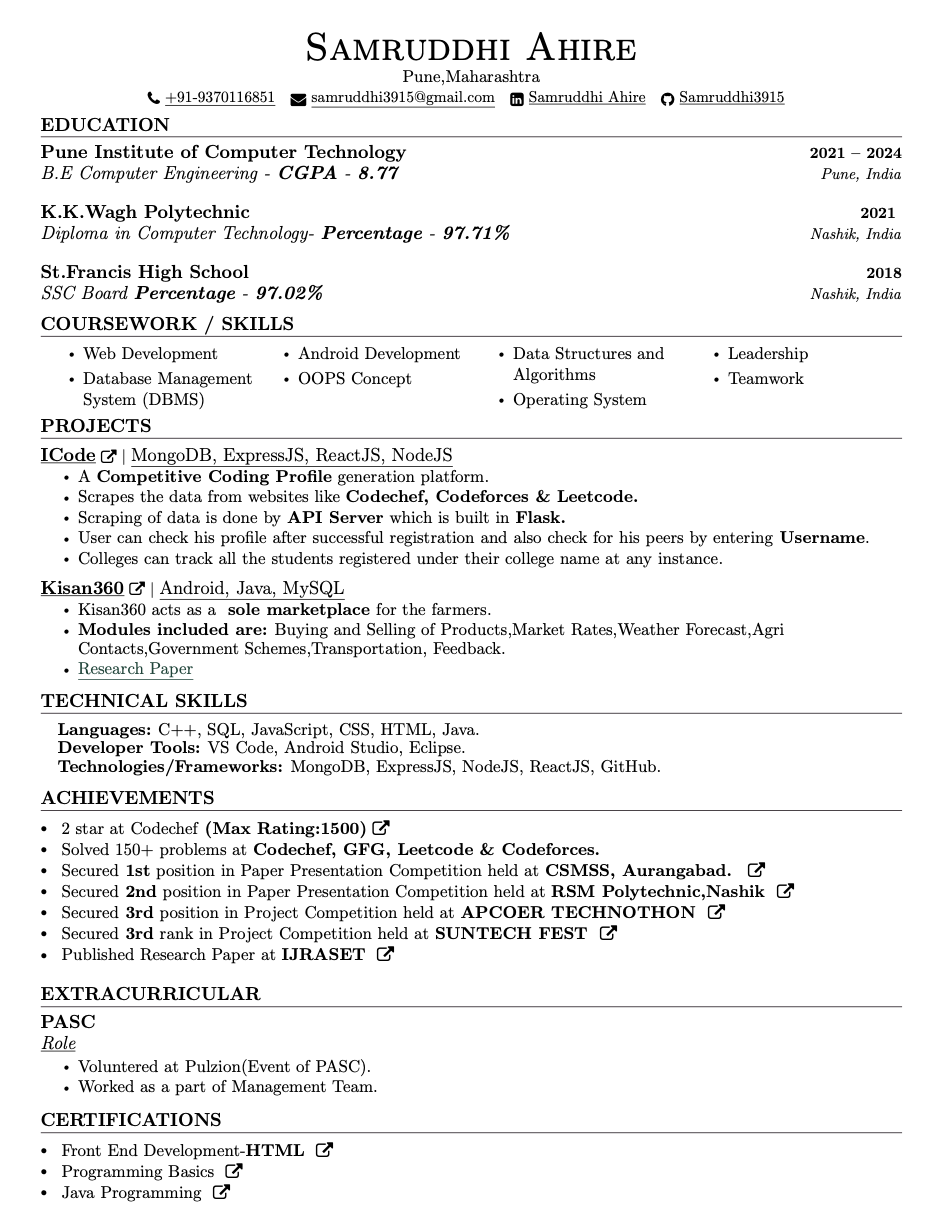 Samruddhi Ahire
Pune,Maharashtra
+91-9370116851 samruddhi3915@gmail.com Samruddhi Ahire Samruddhi3915
EDUCATION
Pune Institute of Computer Technology 2021 – 2024
B.E Computer Engineering - CGPA - 8.77 Pune, India
K.K.Wagh Polytechnic 2021
Diploma in Computer Technology- Percentage - 97.71% Nashik, India
St.Francis High School 2018
SSC Board Percentage - 97.02% Nashik, India
COURSEWORK / SKILLS
• Web Development
• Database Management
System (DBMS)
• Android Development
• OOPS Concept
• Data Structures and
Algorithms
• Operating System
• Leadership
• Teamwork
PROJECTS
ICode | MongoDB, ExpressJS, ReactJS, NodeJS
• A Competitive Coding Profile generation platform.
• Scrapes the data from websites like Codechef, Codeforces & Leetcode.
• Scraping of data is done by API Server which is built in Flask.
• User can check his profile after successful registration and also check for his peers by entering Username.
• Colleges can track all the students registered under their college name at any instance.
Kisan360 | Android, Java, MySQL
• Kisan360 acts as a sole marketplace for the farmers.
• Modules included are: Buying and Selling of Products,Market Rates,Weather Forecast,Agri
Contacts,Government Schemes,Transportation, Feedback.
• Research Paper
TECHNICAL SKILLS
Languages: C++, SQL, JavaScript, CSS, HTML, Java.
Developer Tools: VS Code, Android Studio, Eclipse.
Technologies/Frameworks: MongoDB, ExpressJS, NodeJS, ReactJS, GitHub.
ACHIEVEMENTS
• 2 star at Codechef (Max Rating:1500)
• Solved 150+ problems at Codechef, GFG, Leetcode & Codeforces.
• Secured 1st position in Paper Presentation Competition held at CSMSS, Aurangabad.
• Secured 2nd position in Paper Presentation Competition held at RSM Polytechnic,Nashik
• Secured 3rd position in Project Competition held at APCOER TECHNOTHON
• Secured 3rd rank in Project Competition held at SUNTECH FEST
• Published Research Paper at IJRASET
EXTRACURRICULAR
PASC
Role
• Voluntered at Pulzion(Event of PASC).
• Worked as a part of Management Team.
CERTIFICATIONS
• Front End Development-HTML
• Programming Basics
• Java Programming